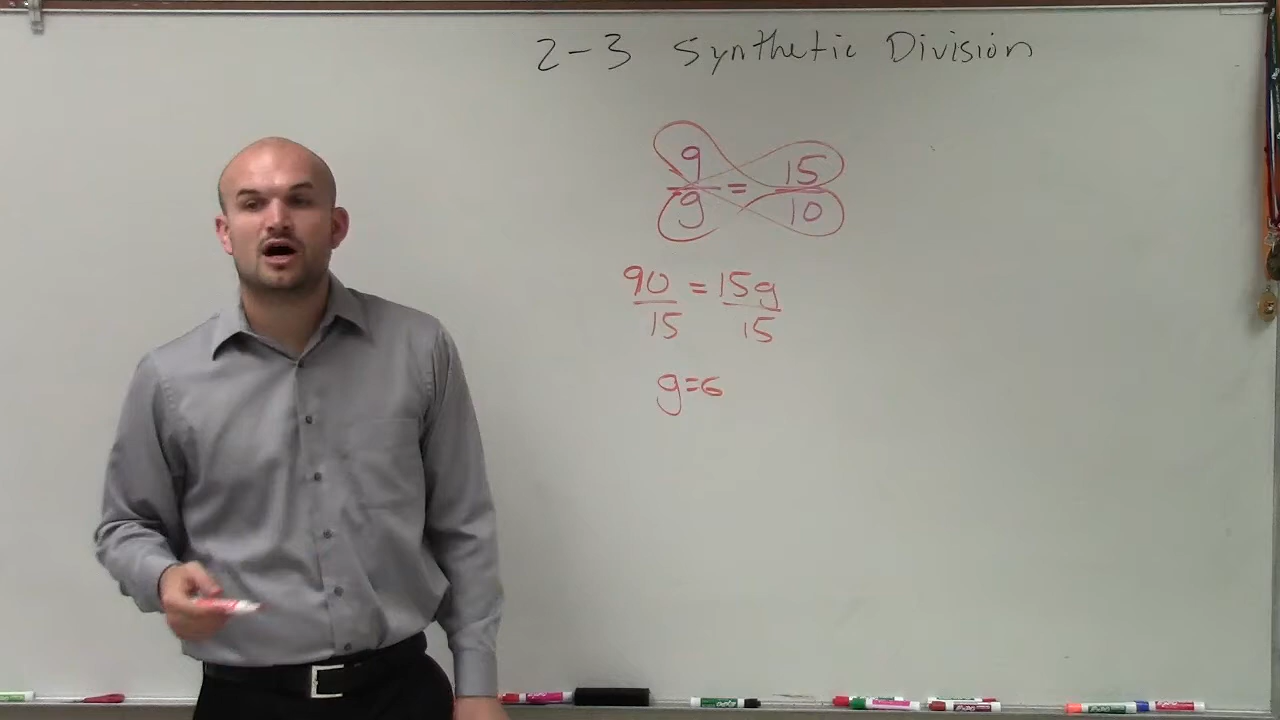 2-3 Synthetic Division
9/g = 15/10
90/15 = 15g/15
g=6